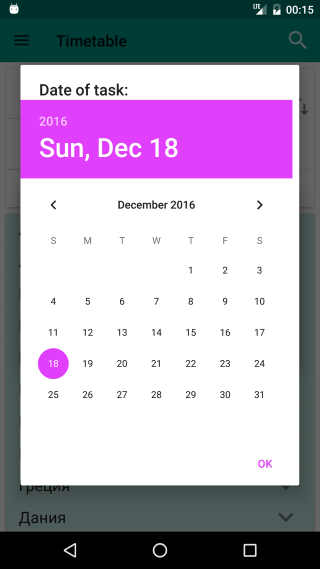 LTE 00:15
Timetable
Date of task:
2016
Sun, Dec 18
December 2016
S M T W T F S
1 2 3
4 5 6 7 8 9 10
11 12 13 14 15 16 17
18 19 20 21 22 23 24
25 26 27 28 29 30 31
OK
Греция
Дания